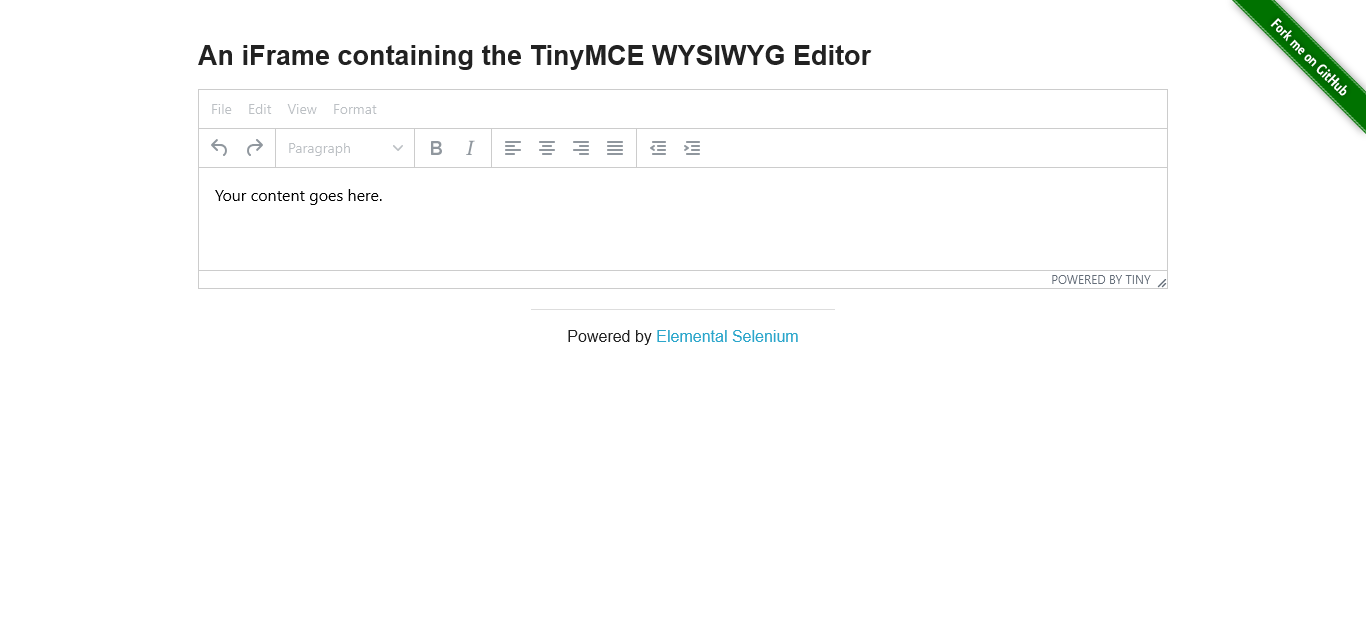 Fork me on GitHub
An iFrame containing the TinyMCE WYSIWYG Editor
File Edit View Format
Paragraph B I
Your content goes here.
POWERED BY TINY
Powered by Elemental Selenium